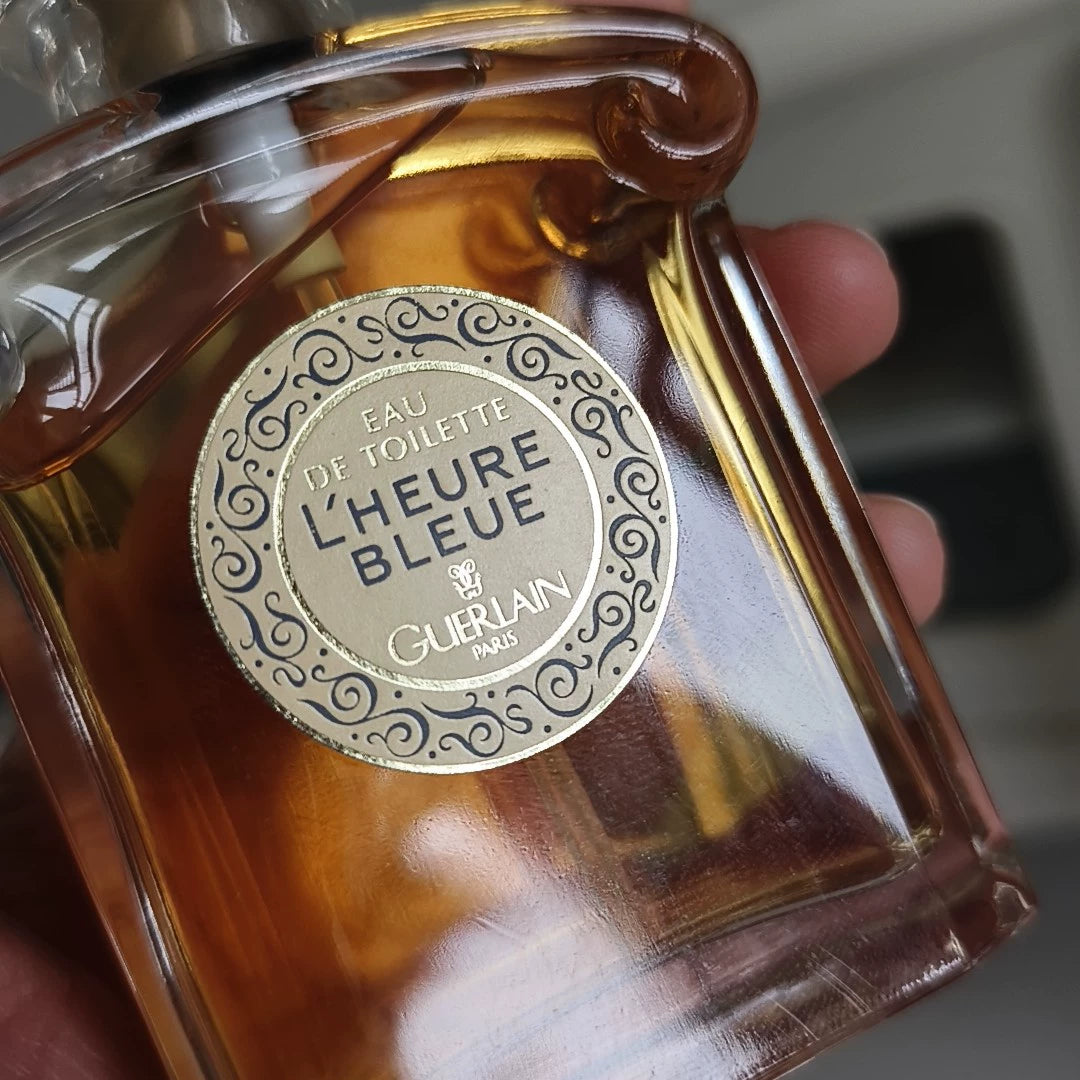 EAU
DE TOILETTE
L'HEURE
BLEUE
GUERLAIN
PARIS